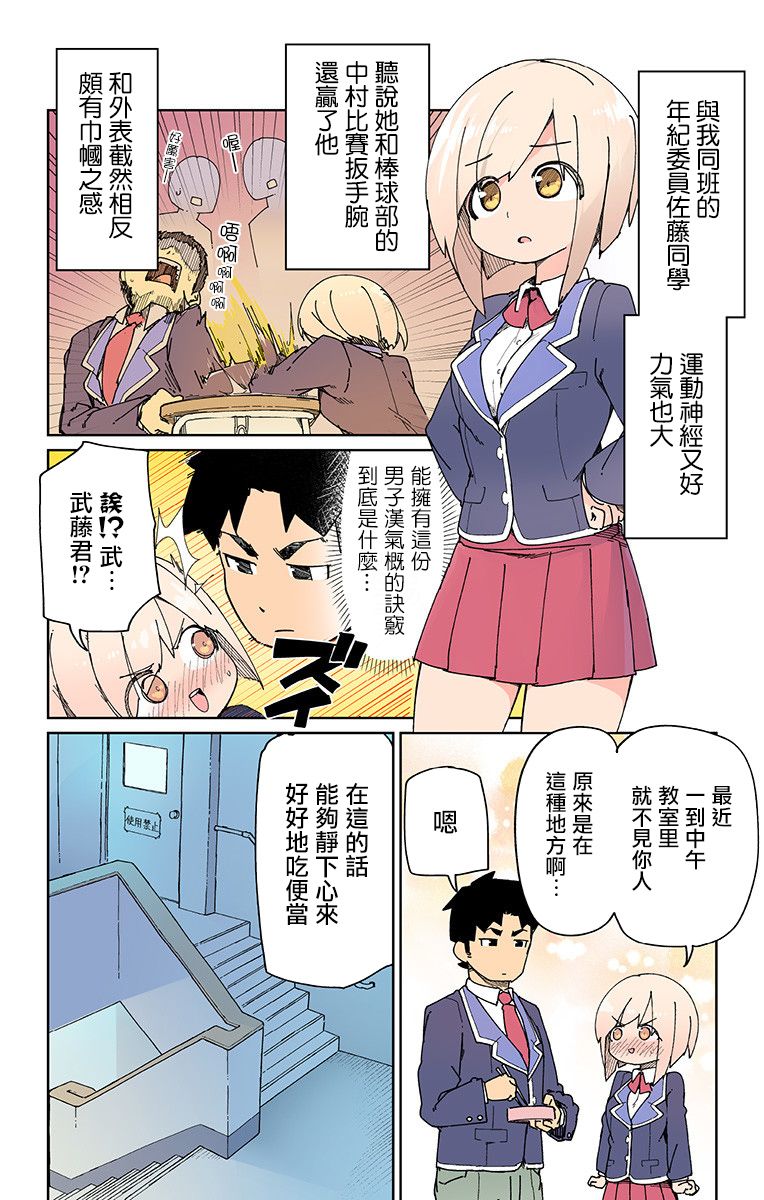 與我同班的
年紀委員佐藤同學
運動神經又好
力氣也大
聽說她和棒球部的
中村比賽扳手腕
還贏了他
和外表截然相反
頗有巾幗之感
喔—
好厲害—
唔啊啊啊啊
能擁有這份
男子漢氣概的訣竅
到底是什麼…
誒!?武…
武藤君!?
ズイ
最近
一到中午
教室里
就不見你人
原來是在
這種地方啊…
嗯
在這的話
能夠靜下心來
好好地吃便當
使用禁止